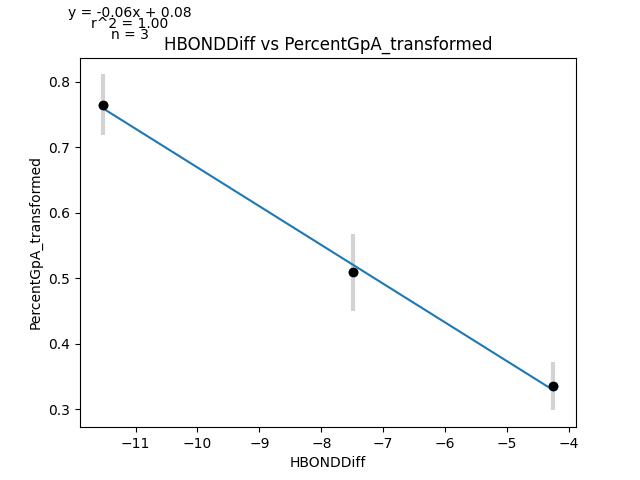 y = -0.06x + 0.08
r^2 = 1.00
n = 3
HBONDDiff vs PercentGpA_transformed
PercentGpA_transformed
0.8
0.7
0.6
0.5
0.4
0.3
−11
−10
−9
−8
−7
−6
−5
−4
HBONDDiff